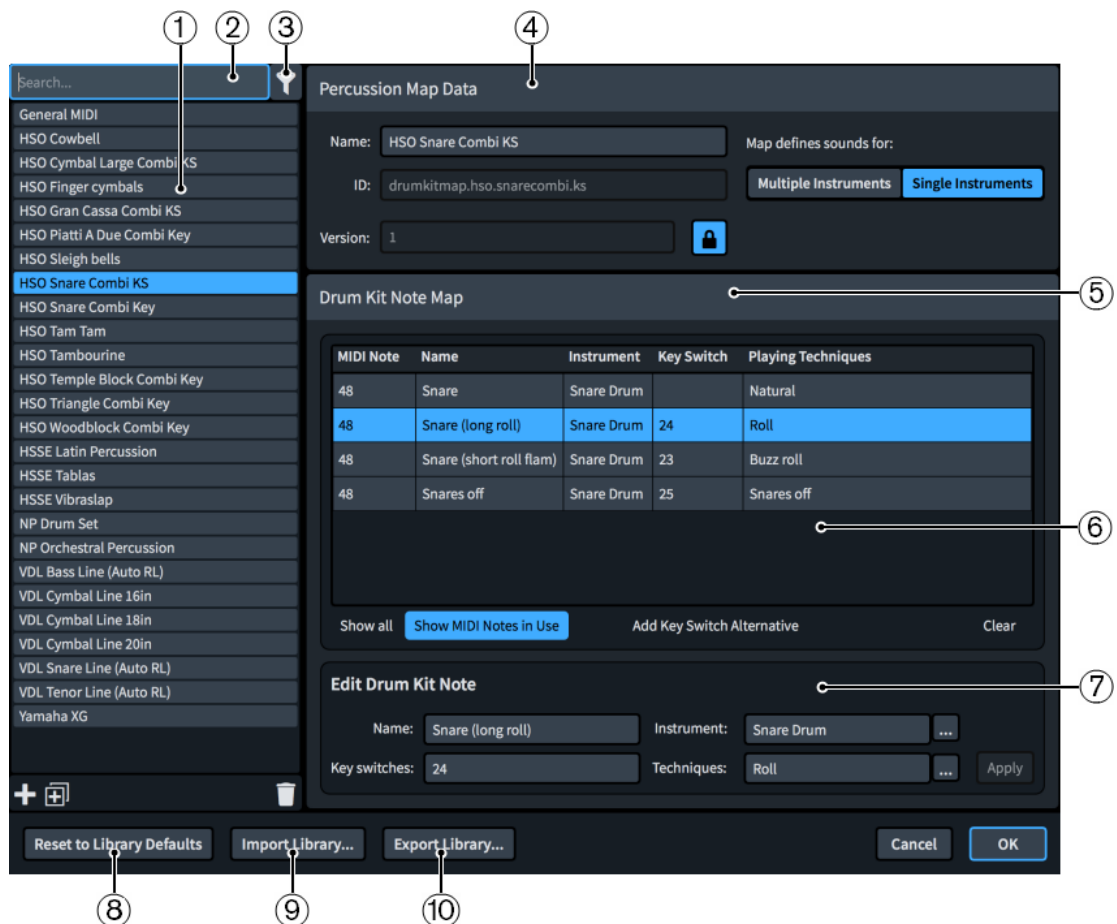 ① ② ③ ④
Search...
General MIDI
HSO Cowbell
HSO Cymbal Large Combi KS
HSO Finger cymbals
HSO Gran Cassa Combi KS
HSO Piatti A Due Combi Key
HSO Sleigh bells
HSO Snare Combi KS
HSO Snare Combi Key
HSO Tam Tam
HSO Tambourine
HSO Temple Block Combi Key
HSO Triangle Combi Key
HSO Woodblock Combi Key
HSSE Latin Percussion
HSSE Tablas
HSSE Vibraslap
NP Drum Set
NP Orchestral Percussion
VDL Bass Line (Auto RL)
VDL Cymbal Line 16in
VDL Cymbal Line 18in
VDL Cymbal Line 20in
VDL Snare Line (Auto RL)
VDL Tenor Line (Auto RL)
Yamaha XG
Percussion Map Data
Name: HSO Snare Combi KS Map defines sounds for:
ID: drumkitmap.hso.snarecombi.ks Multiple Instruments Single Instruments
Version: 1
Drum Kit Note Map ⑤
MIDI Note Name Instrument Key Switch Playing Techniques
48 Snare Snare Drum Natural
48 Snare (long roll) Snare Drum 24 Roll
48 Snare (short roll flam) Snare Drum 23 Buzz roll
48 Snares off Snare Drum 25 Snares off
⑥
Show all Show MIDI Notes in Use Add Key Switch Alternative Clear
Edit Drum Kit Note ⑦
Name: Snare (long roll) Instrument: Snare Drum ...
Key switches: 24 Techniques: Roll ... Apply
Reset to Library Defaults Import Library... Export Library... Cancel OK
⑧ ⑨ ⑩